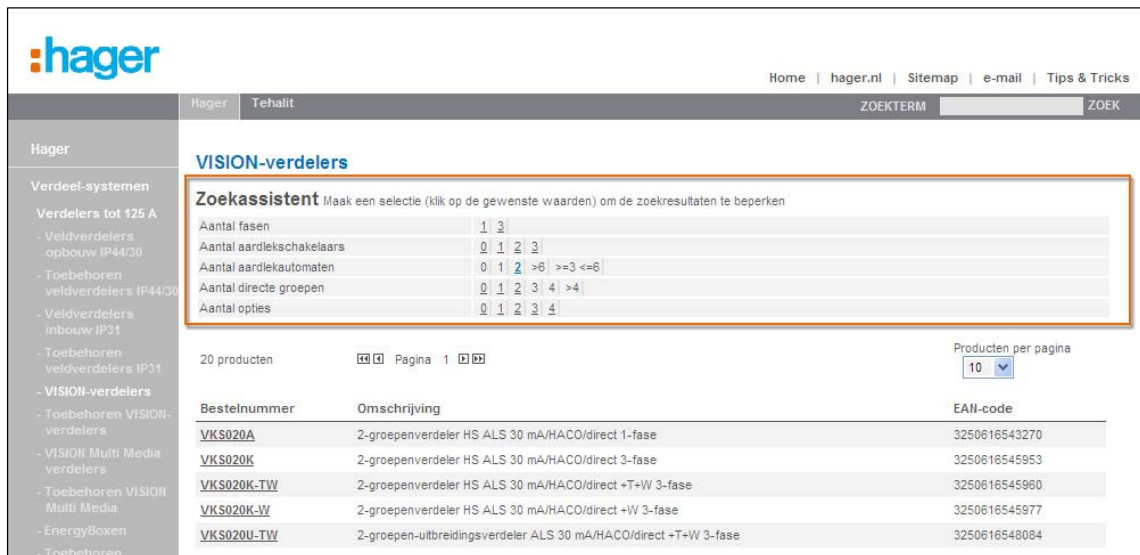 :hager
Home | hager.nl | Sitemap | e-mail | Tips & Tricks
Hager Tehalit ZOEKTERM ZOEK
Hager
Verdeel-systemen
Verdelers tot 125 A
- Veldverdelers
opbouw IP44/30
- Toebehoren
veldverdelers IP44/30
- Veldverdelers
inbouw IP31
- Toebehoren
veldverdelers IP31
- VISION-verdelers
- Toebehoren VISION-
verdelers
- VISION Multi Media
verdelers
- Toebehoren VISION
Multi Media
- EnergyBoxen
- Toebehoren
VISION-verdelers
Zoekassistent Maak een selectie (klik op de gewenste waarden) om de zoekresultaten te beperken
Aantal fasen 1 3
Aantal aardlekschakelaars 0 1 2 3
Aantal aardlekautomaten 0 1 2 >6 >=3 <=6
Aantal directe groepen 0 1 2 3 4 >4
Aantal opties 0 1 2 3 4
20 producten Pagina 1
Producten per pagina
10
Bestelnummer Omschrijving EAN-code
VKS020A 2-groepenverdeler HS ALS 30 mA/HACO/direct 1-fase 3250616543270
VKS020K 2-groepenverdeler HS ALS 30 mA/HACO/direct 3-fase 3250616545953
VKS020K-TW 2-groepenverdeler HS ALS 30 mA/HACO/direct +T+W 3-fase 3250616545960
VKS020K-W 2-groepenverdeler HS ALS 30 mA/HACO/direct +W 3-fase 3250616545977
VKS020U-TW 2-groepen-uitbreidingsverdeler ALS 30 mA/HACO/direct +T+W 3-fase 3250616548084